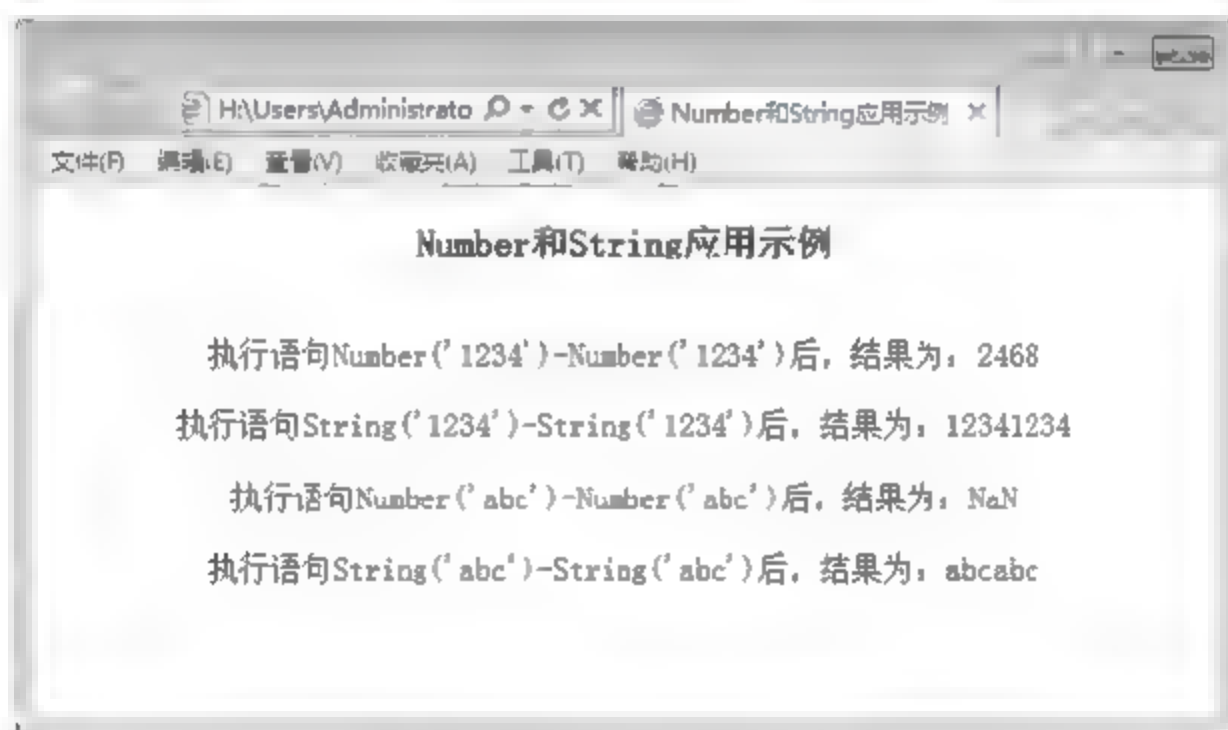 H:\Users\Administrato
Number和String应用示例
文件(F) 编辑(E) 查看(V) 收藏夹(A) 工具(T) 帮助(H)
Number和String应用示例
执行语句Number('1234')-Number('1234')后，结果为：2468
执行语句String('1234')-String('1234')后，结果为：12341234
执行语句Number('abc')-Number('abc')后，结果为：NaN
执行语句String('abc')-String('abc')后，结果为：abcabc